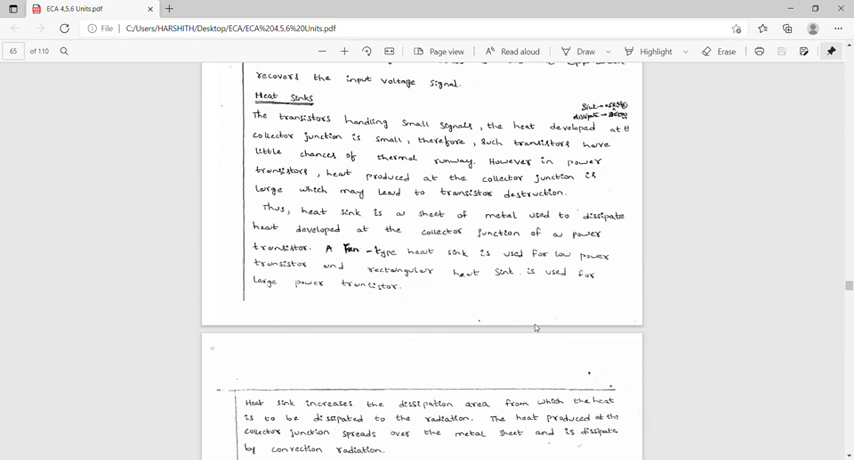 ECA 4,5,6 Units.pdf
File C:/Users/HARSHITH/Desktop/ECA/ECA%204,5,6%20Units.pdf
65 of 110 Page view Read aloud Draw Highlight Erase
recovers the input voltage signal.
Heat Sinks
The transistors handling small signals, the heat developed at
collector junction is small, therefore, such transistors have
little chances of thermal runway. However in power
transistors, heat produced at the collector junction is
large which may lead to transistor destruction.
Thus, heat sink is a sheet of metal used to dissipate
heat developed at the collector junction of a power
transistor. A Fan-type heat sink is used for low power
transistor and rectangular heat sink is used for
large power transistor.
Heat sink increases the dissipation area from which the heat
is to be dissipated to the radiation. The heat produced at the
collector junction spreads over the metal sheet and is dissipate
by convection radiation.